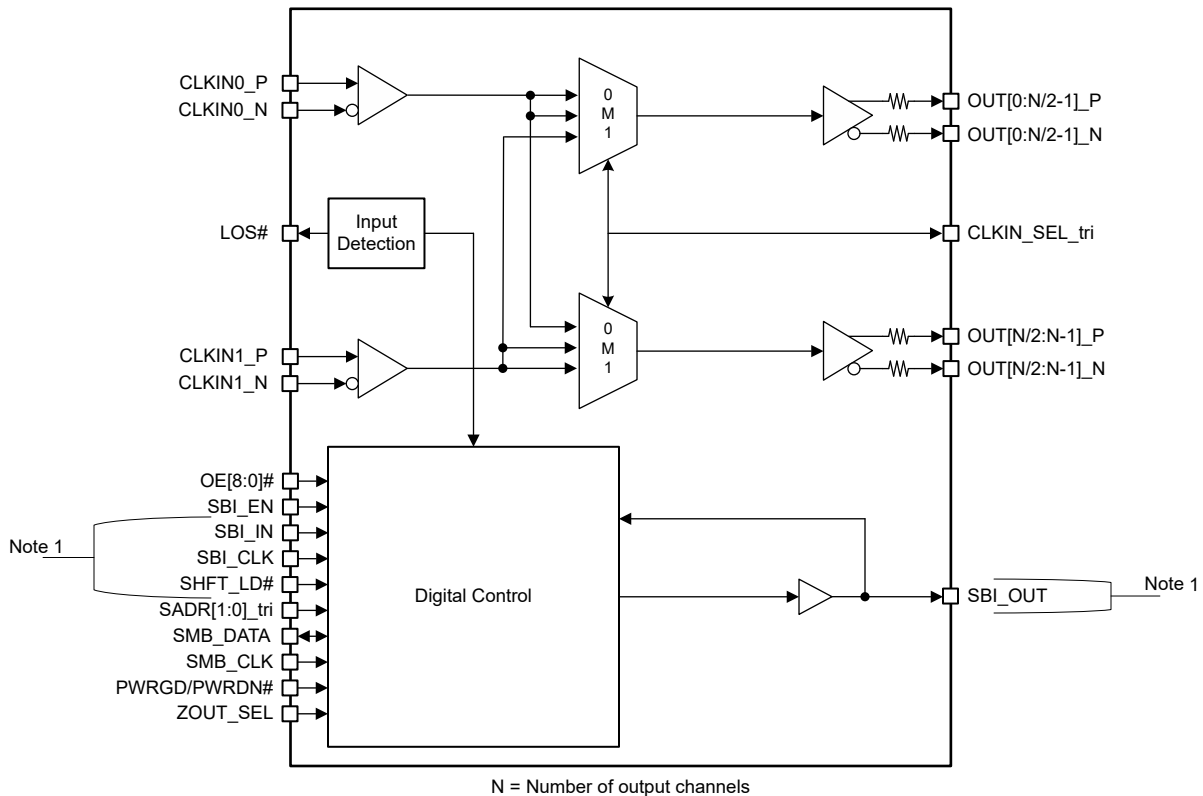 CLKIN0_P
CLKIN0_N
0
M
1
OUT[0:N/2-1]_P
OUT[0:N/2-1]_N
LOS#
Input
Detection
CLKIN_SEL_tri
CLKIN1_P
CLKIN1_N
0
M
1
OUT[N/2:N-1]_P
OUT[N/2:N-1]_N
OE[8:0]#
SBI_EN
SBI_IN
SBI_CLK
SHFT_LD#
SADR[1:0]_tri
SMB_DATA
SMB_CLK
PWRGD/PWRDN#
ZOUT_SEL
Note 1
Digital Control
SBI_OUT
Note 1
N = Number of output channels